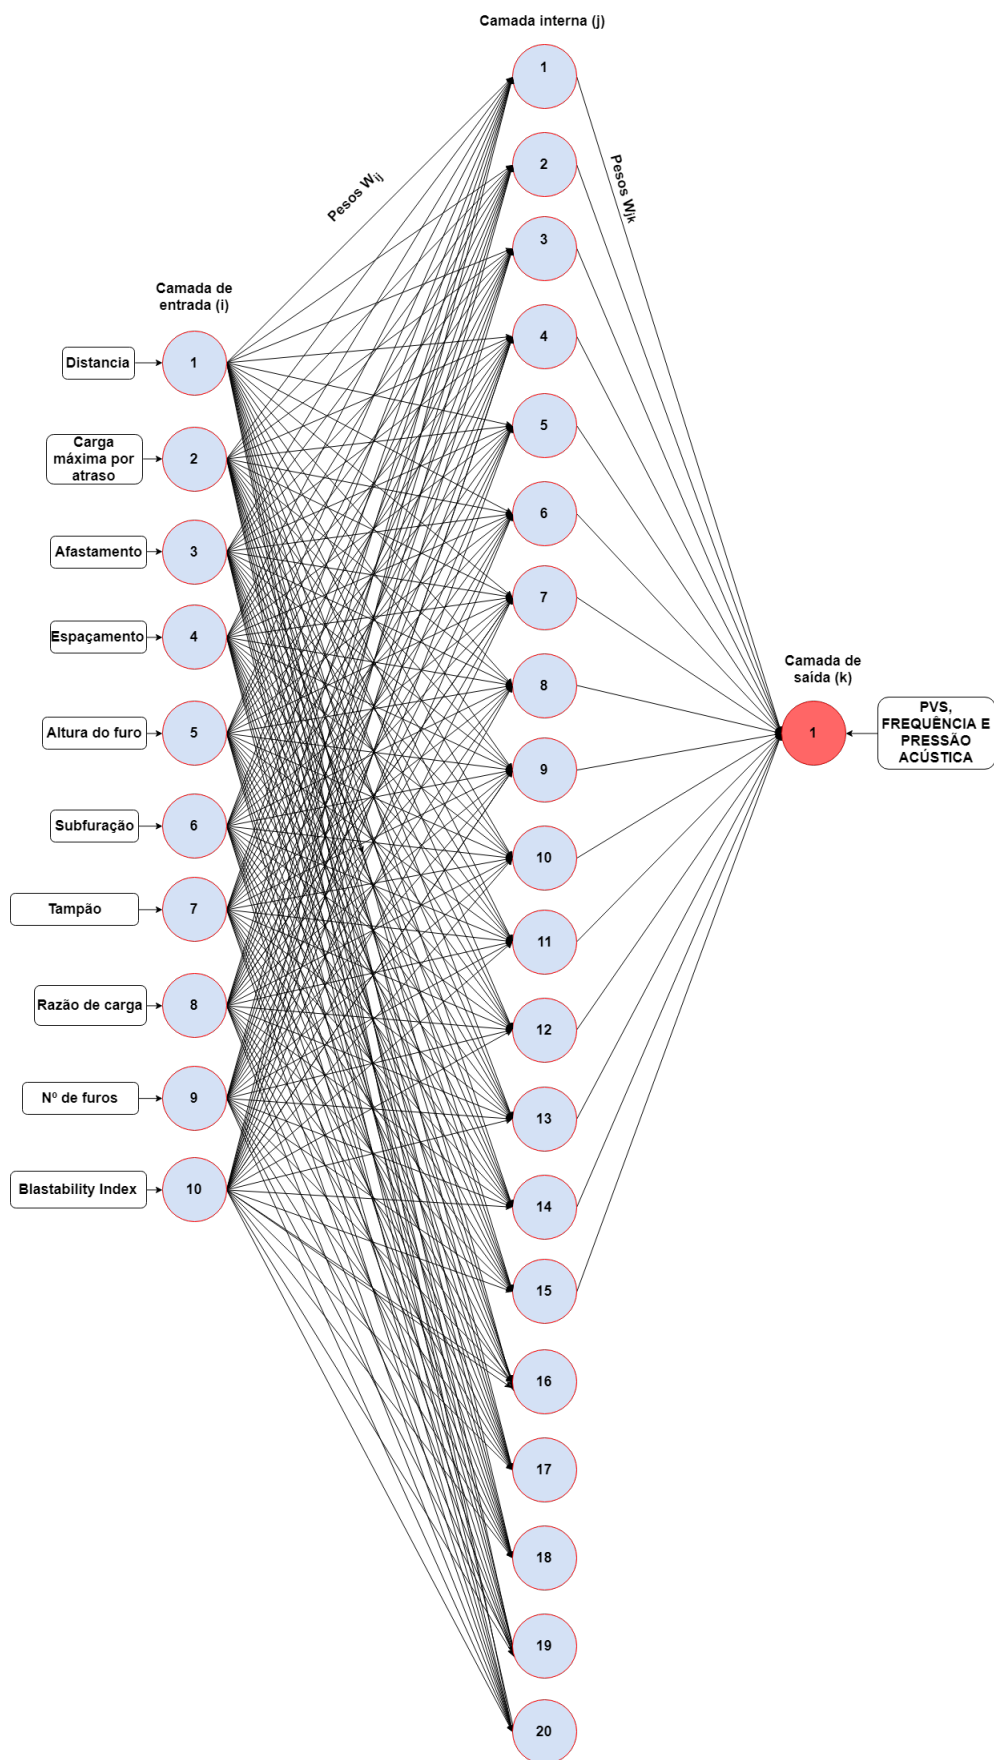 Camada interna (j)
1
2
3
4
5
6
7
8
9
10
11
12
13
14
15
16
17
18
19
20
Pesos Wij
Pesos Wjk
Camada de
entrada (i)
Distancia
1
Carga
máxima por
atraso
2
Afastamento
3
Espaçamento
4
Altura do furo
5
Subfuração
6
Tampão
7
Razão de carga
8
Nº de furos
9
Blastability Index
10
Camada de
saída (k)
1
PVS,
FREQUÊNCIA E
PRESSÃO
ACÚSTICA